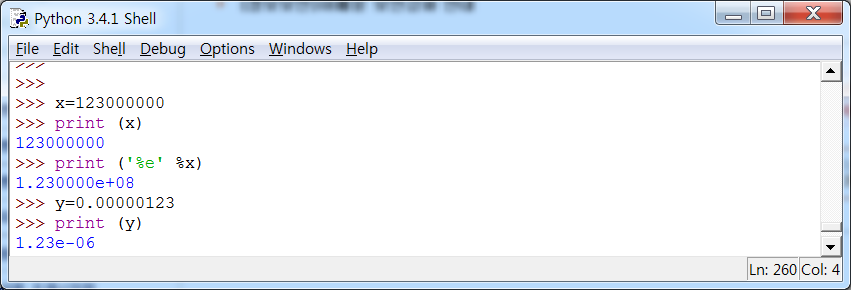 Python 3.4.1 Shell
File Edit Shell Debug Options Windows Help
>>>
>>>
>>> x=123000000
>>> print (x)
123000000
>>> print ('%e' %x)
1.230000e+08
>>> y=0.00000123
>>> print (y)
1.23e-06
Ln: 260 Col: 4